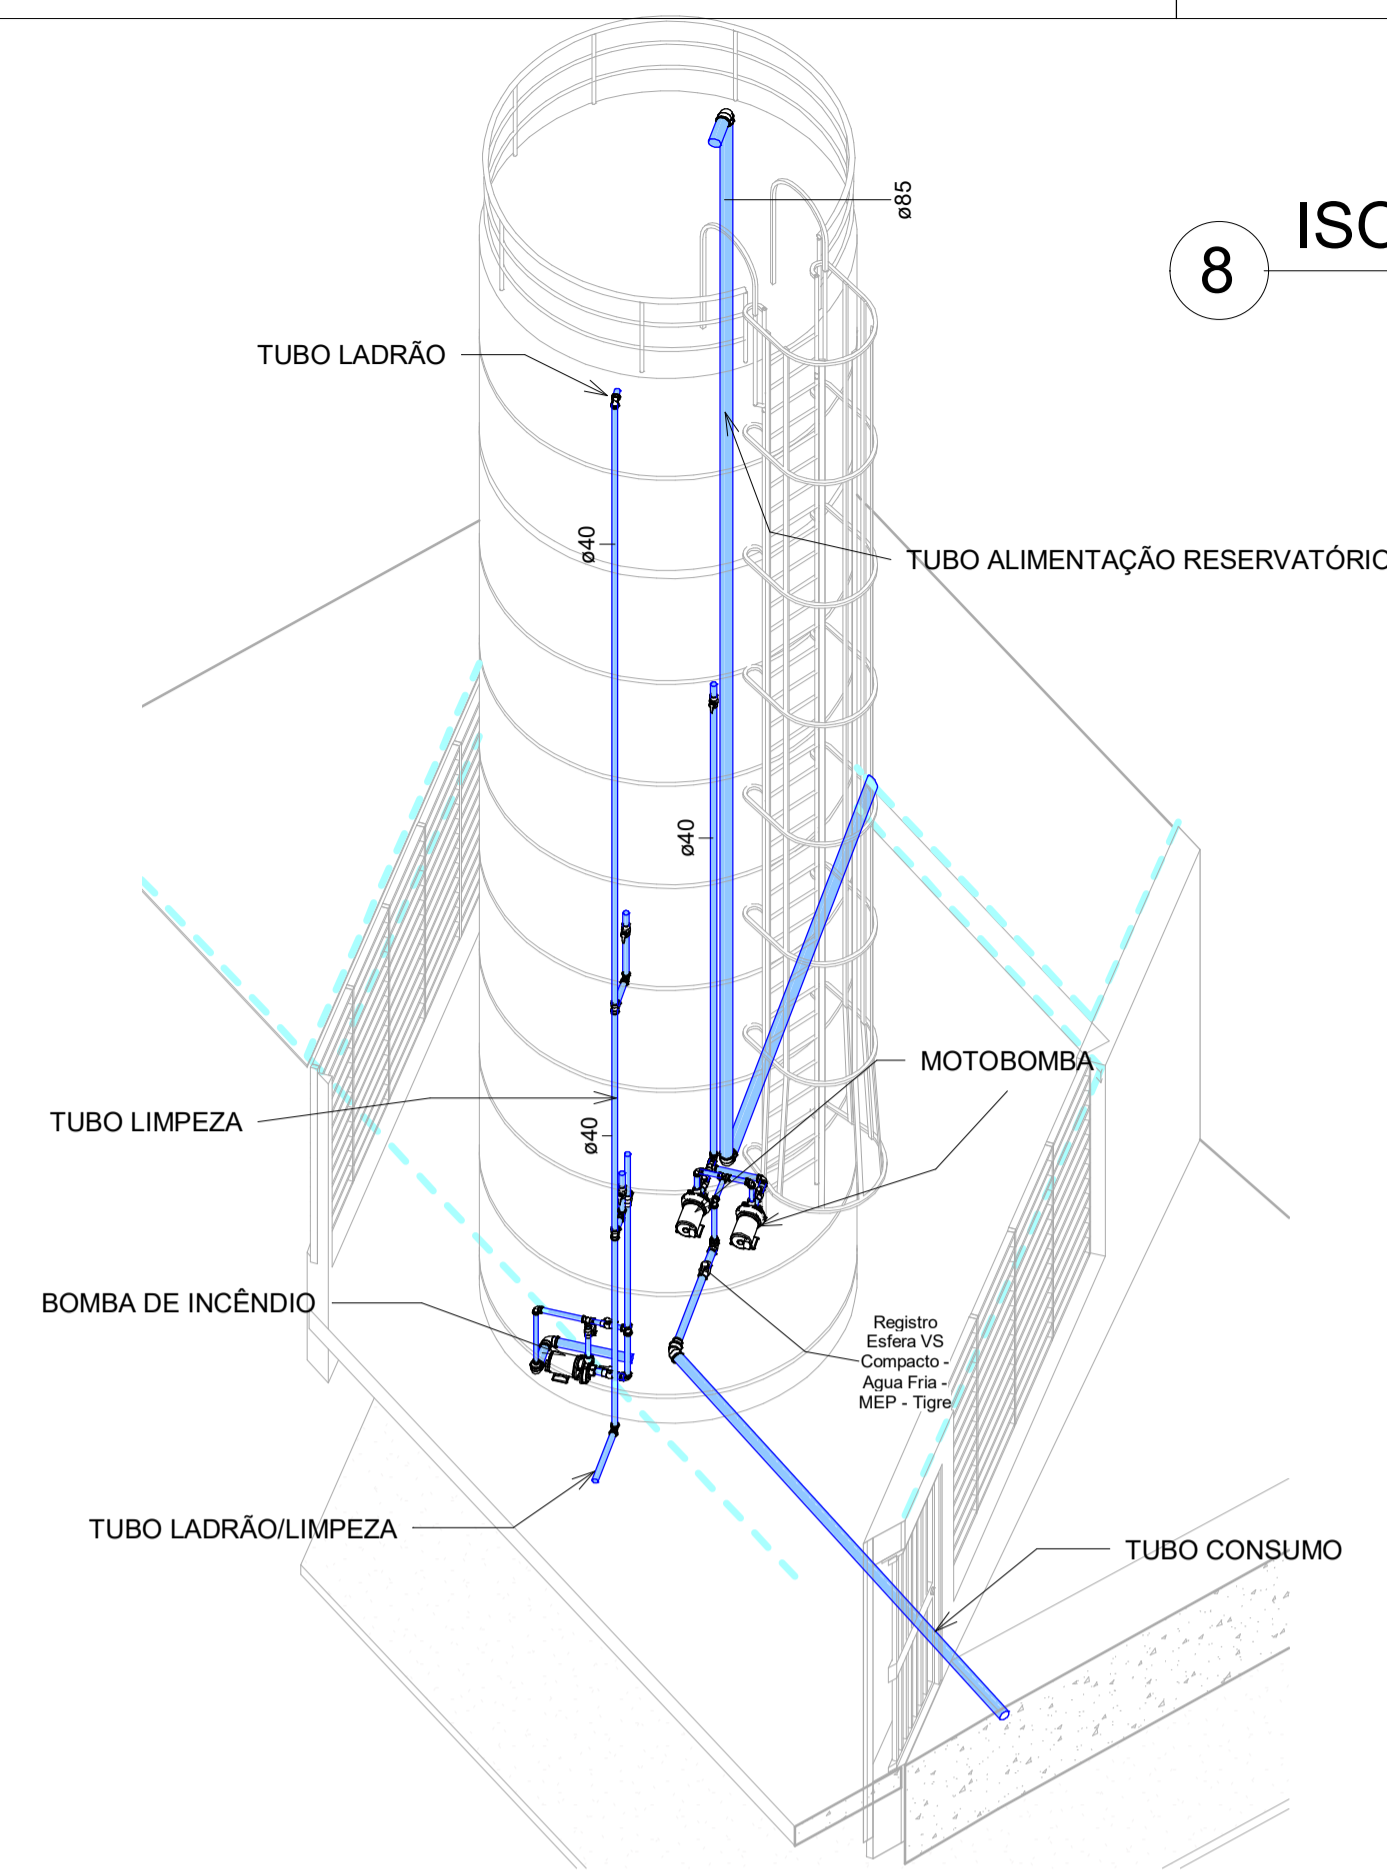 ø85
ISO
8
TUBO LADRÃO
ø40
TUBO ALIMENTAÇÃO RESERVATÓRIO
ø40
MOTOBOMBA
TUBO LIMPEZA
ø40
BOMBA DE INCÊNDIO
Registro
Esfera VS
Compacto -
Agua Fria -
MEP - Tigre
TUBO LADRÃO/LIMPEZA
TUBO CONSUMO